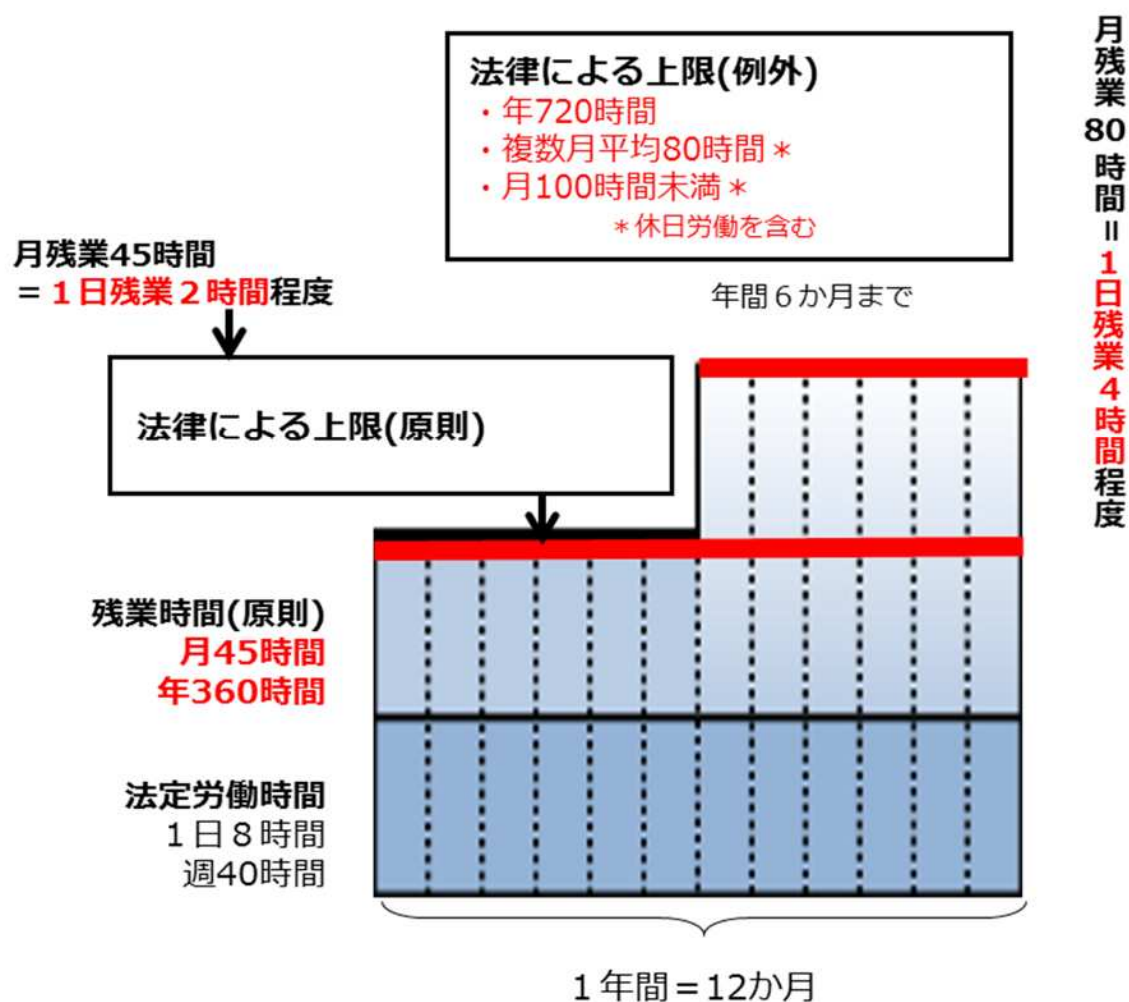 法律による上限(例外)
・年720時間
・複数月平均80時間＊
・月100時間未満＊
＊休日労働を含む
月残業80時間＝1日残業4時間程度
月残業45時間
＝１日残業２時間程度
年間６か月まで
法律による上限(原則)
残業時間(原則)
月45時間
年360時間
法定労働時間
１日８時間
週40時間
１年間＝12か月